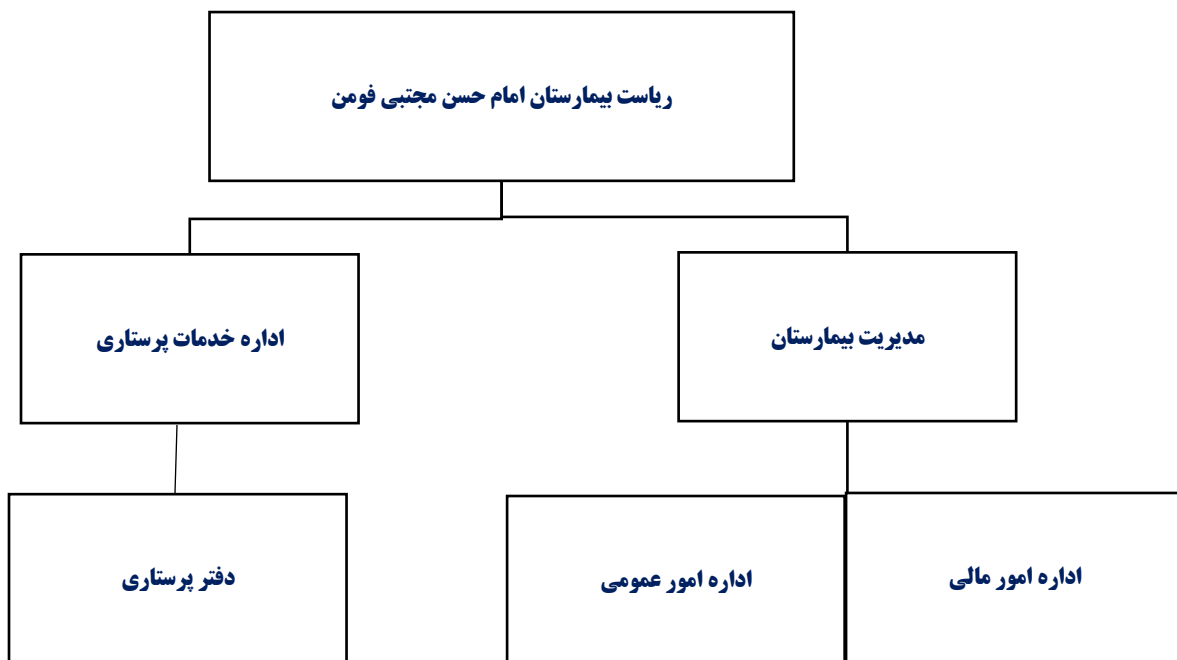 ریاست بیمارستان امام حسن مجتبی فومن
مدیریت بیمارستان
اداره خدمات پرستاری
اداره امور مالی
اداره امور عمومی
دفتر پرستاری